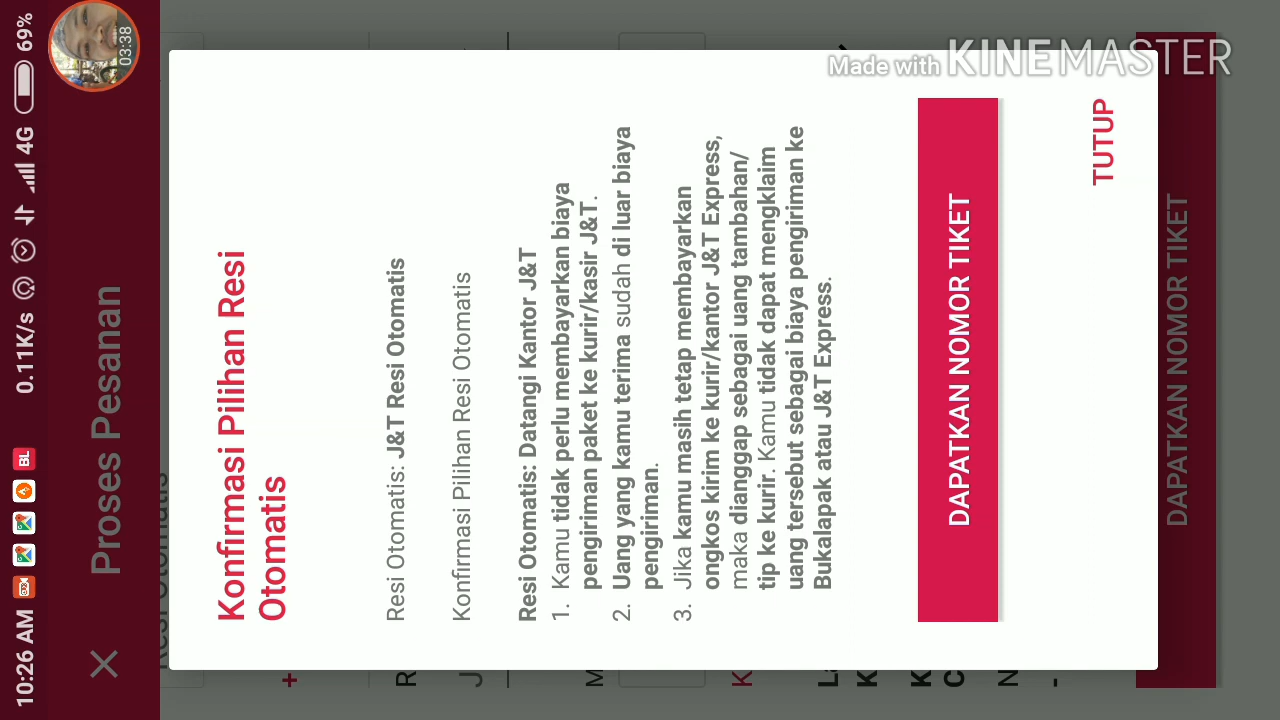 10:26 AM
0.11K/s
4G
69%
03:38
BL
Proses Pesanan
Konfirmasi Pilihan Resi
Otomatis
Resi Otomatis: J&T Resi Otomatis
Konfirmasi Pilihan Resi Otomatis
Resi Otomatis: Datangi Kantor J&T
1. Kamu tidak perlu membayarkan biaya
pengiriman paket ke kurir/kasir J&T.
2. Uang yang kamu terima sudah di luar biaya
pengiriman.
3. Jika kamu masih tetap membayarkan
ongkos kirim ke kurir/kantor J&T Express,
maka dianggap sebagai uang tambahan/
tip ke kurir. Kamu tidak dapat mengklaim
uang tersebut sebagai biaya pengiriman ke
Bukalapak atau J&T Express.
DAPATKAN NOMOR TIKET
TUTUP
DAPATKAN NOMOR TIKET
Made with KINEMASTER